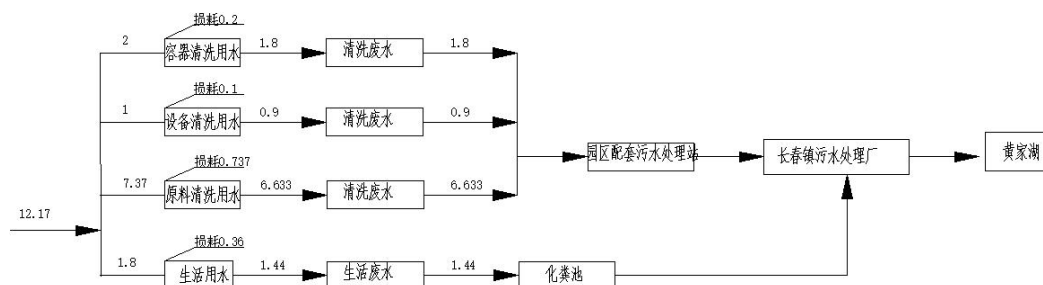 损耗0.2
2 容器清洗用水 1.8 清洗废水 1.8
损耗0.1
1 设备清洗用水 0.9 清洗废水 0.9
园区配套污水处理站 长春镇污水处理厂 黄家湖
损耗0.737
7.37 原料清洗用水 6.633 清洗废水 6.633
12.17
损耗0.36
1.8 生活用水 1.44 生活废水 1.44 化粪池